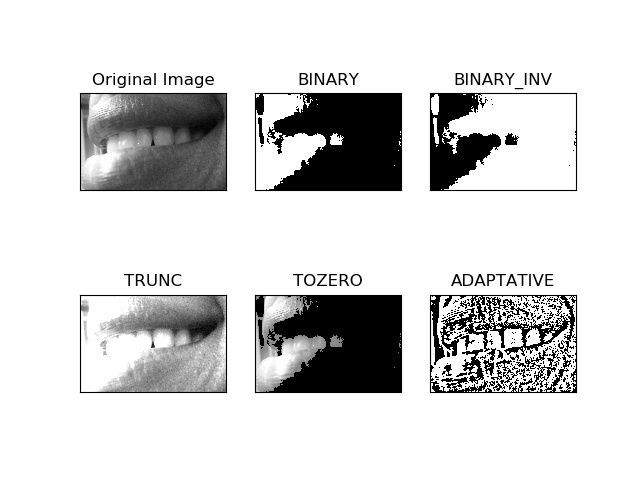 Original Image
BINARY
BINARY_INV
TRUNC
TOZERO
ADAPTATIVE